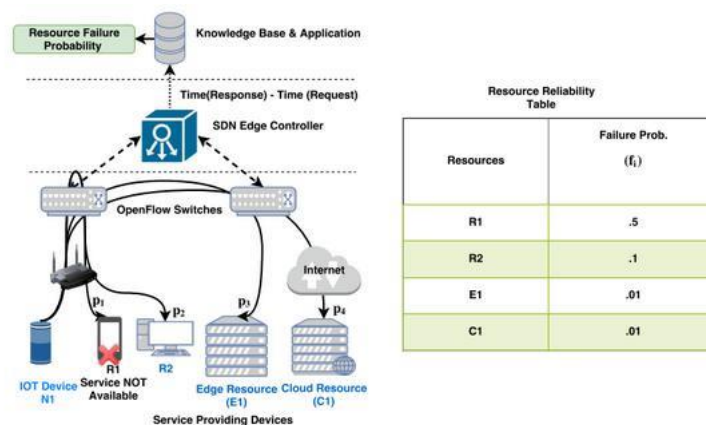 Resource Failure
Probability
Knowledge Base & Application
Time(Response) - Time (Request)
SDN Edge Controller
OpenFlow Switches
Internet
p₁
p₂
p₃
p₄
IOT Device
N1
R1
Service NOT
Available
R2
Edge Resource
(E1)
Cloud Resource
(C1)
Service Providing Devices
Resource Reliability
Table
Resources
Failure Prob.
(fᵢ)
R1 .5
R2 .1
E1 .01
C1 .01